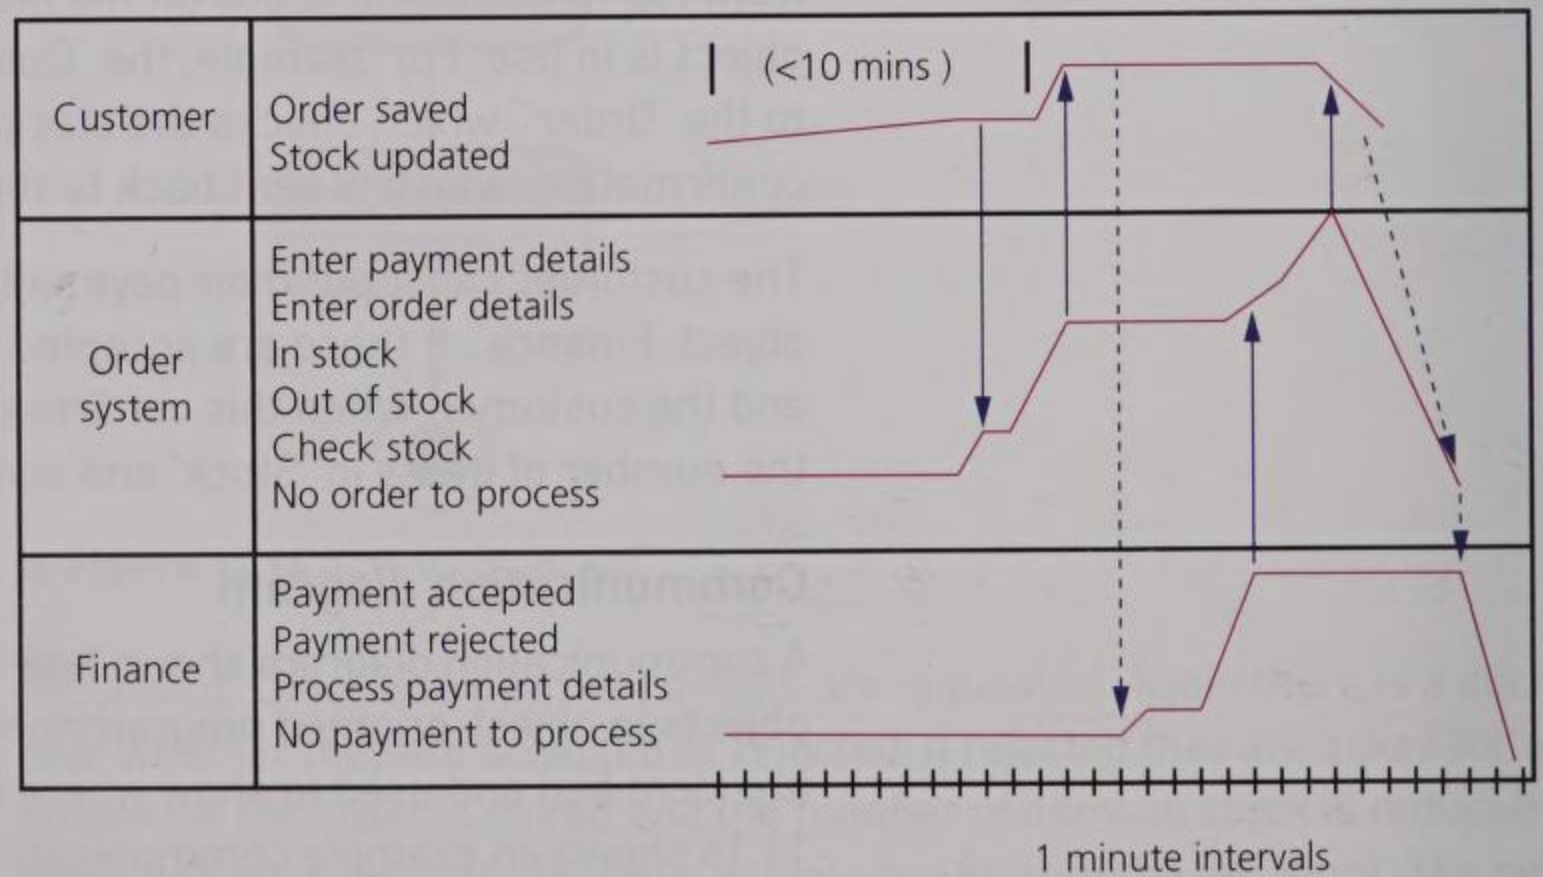 Customer
Order saved
Stock updated
(<10 mins )
Order
system
Enter payment details
Enter order details
In stock
Out of stock
Check stock
No order to process
Finance
Payment accepted
Payment rejected
Process payment details
No payment to process
1 minute intervals